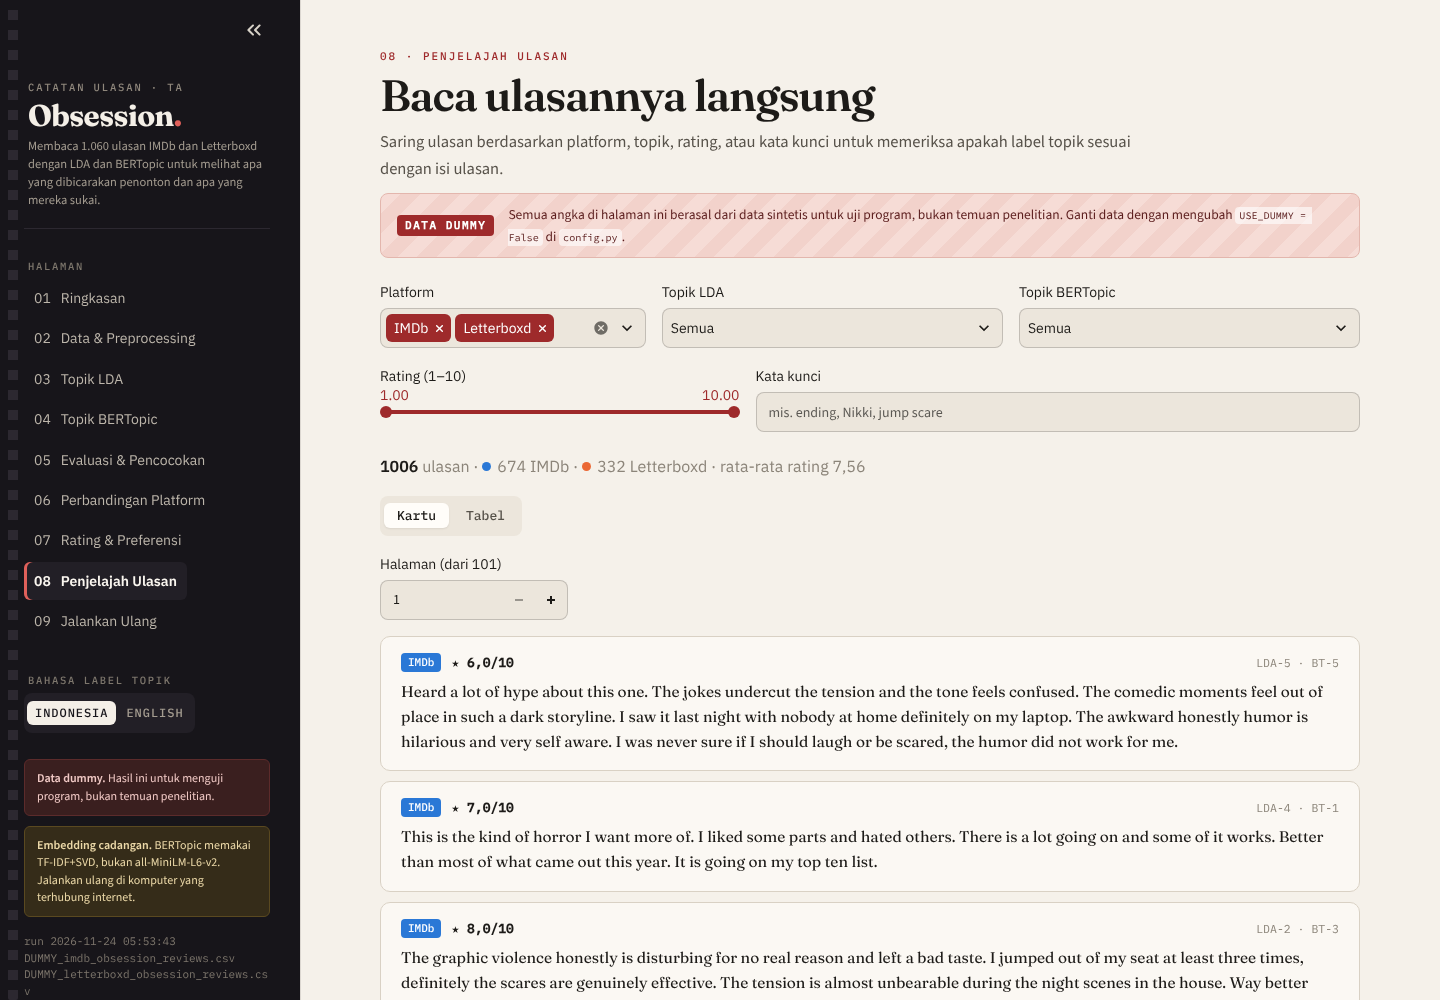 CATATAN ULASAN · TA
Obsession.
Membaca 1.060 ulasan IMDb dan Letterboxd
dengan LDA dan BERTopic untuk melihat apa
yang dibicarakan penonton dan apa yang
mereka sukai.
HALAMAN
01 Ringkasan
02 Data & Preprocessing
03 Topik LDA
04 Topik BERTopic
05 Evaluasi & Pencocokan
06 Perbandingan Platform
07 Rating & Preferensi
08 Penjelajah Ulasan
09 Jalankan Ulang
BAHASA LABEL TOPIK
INDONESIA ENGLISH
Data dummy. Hasil ini untuk menguji
program, bukan temuan penelitian.
Embedding cadangan. BERTopic memakai
TF-IDF+SVD, bukan all-MiniLM-L6-v2.
Jalankan ulang di komputer yang
terhubung internet.
run 2026-11-24 05:53:43
DUMMY_imdb_obsession_reviews.csv
DUMMY_letterboxd_obsession_reviews.cs
v
08 · PENJELAJAH ULASAN
Baca ulasannya langsung
Saring ulasan berdasarkan platform, topik, rating, atau kata kunci untuk memeriksa apakah label topik sesuai
dengan isi ulasan.
DATA DUMMY
Semua angka di halaman ini berasal dari data sintetis untuk uji program, bukan temuan penelitian. Ganti data dengan mengubah USE_DUMMY =
False di config.py.
Platform Topik LDA Topik BERTopic
IMDb × Letterboxd × Semua Semua
Rating (1–10) Kata kunci
1.00 10.00
mis. ending, Nikki, jump scare
1006 ulasan · 674 IMDb · 332 Letterboxd · rata-rata rating 7,56
Kartu Tabel
Halaman (dari 101)
1 − +
IMDb ★ 6,0/10 LDA-5 · BT-5
Heard a lot of hype about this one. The jokes undercut the tension and the tone feels confused. The comedic moments feel out of
place in such a dark storyline. I saw it last night with nobody at home definitely on my laptop. The awkward honestly humor is
hilarious and very self aware. I was never sure if I should laugh or be scared, the humor did not work for me.
IMDb ★ 7,0/10 LDA-4 · BT-1
This is the kind of horror I want more of. I liked some parts and hated others. There is a lot going on and some of it works. Better
than most of what came out this year. It is going on my top ten list.
IMDb ★ 8,0/10 LDA-2 · BT-3
The graphic violence honestly is disturbing for no real reason and left a bad taste. I jumped out of my seat at least three times,
definitely the scares are genuinely effective. The tension is almost unbearable during the night scenes in the house. Way better